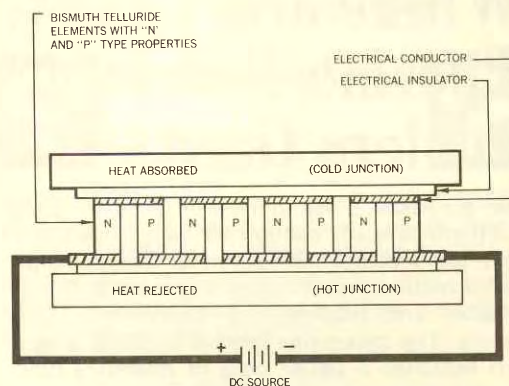 BISMUTH TELLURIDE
ELEMENTS WITH "N'
AND "P" TYPE PROPERTIES
ELECTRICAL CONDUCTOR
ELECTRICAL INSULATOR
HEAT ABSORBED (COLD JUNCTION)
N P N P N P N P
HEAT REJECTED (HOT JUNCTION)
+ −
DC SOURCE